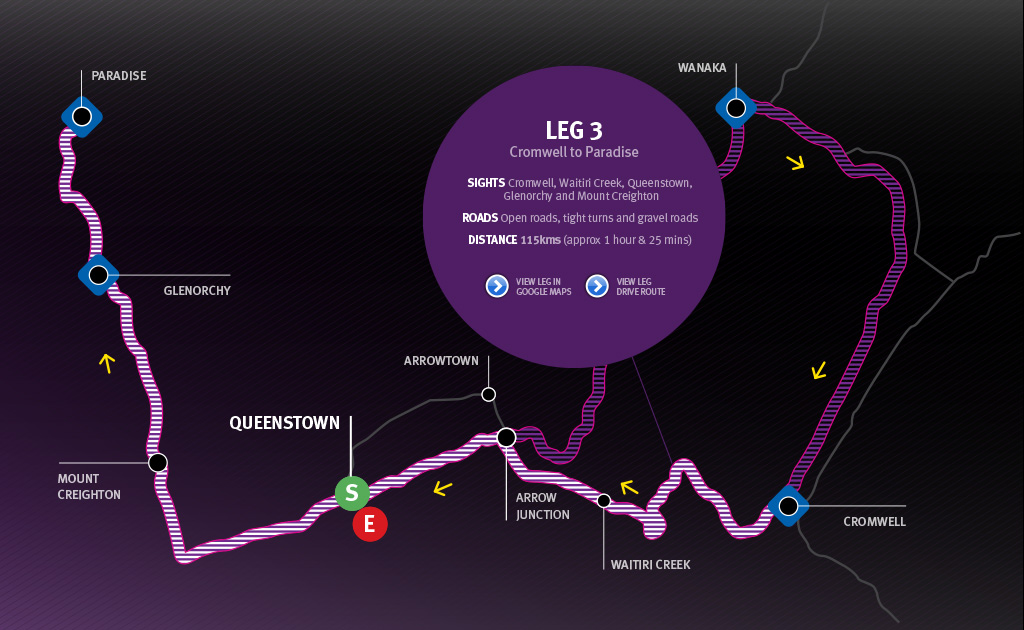 PARADISE
WANAKA
LEG 3
Cromwell to Paradise
SIGHTS Cromwell, Waitiri Creek, Queenstown,
Glenorchy and Mount Creighton
ROADS Open roads, tight turns and gravel roads
DISTANCE 115kms (approx 1 hour & 25 mins)
VIEW LEG IN
GOOGLE MAPS
VIEW LEG
DRIVE ROUTE
GLENORCHY
ARROWTOWN
QUEENSTOWN
MOUNT
CREIGHTON
S
E
ARROW
JUNCTION
WAITIRI CREEK
CROMWELL